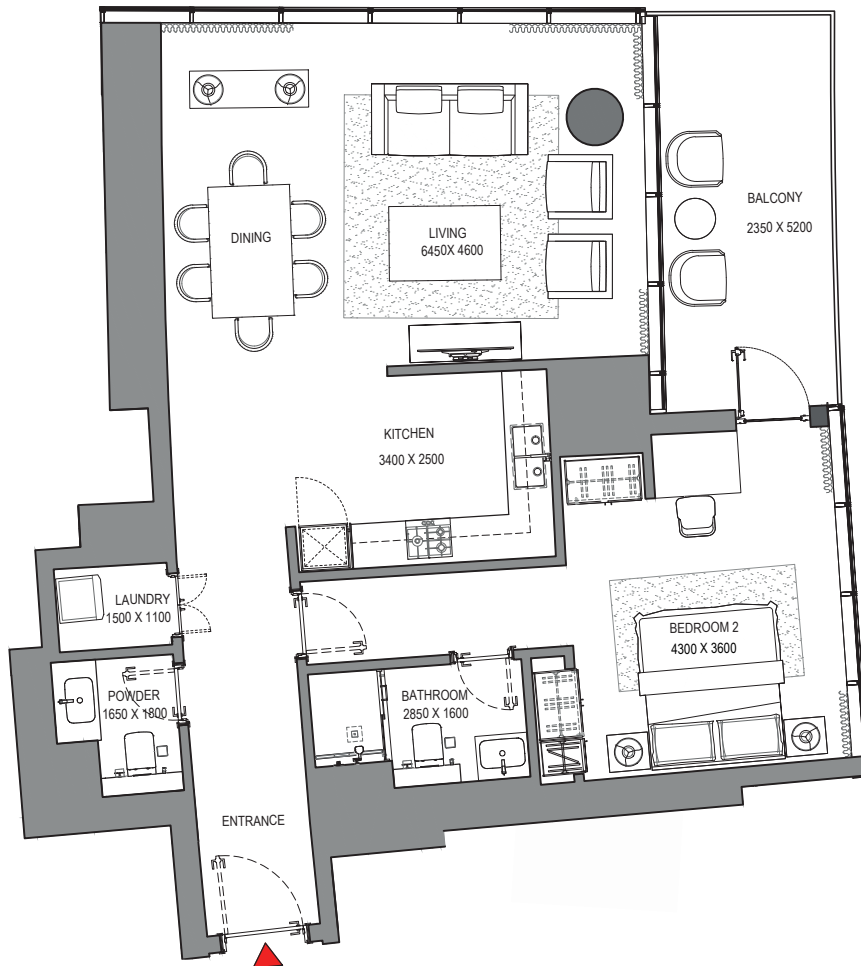 BALCONY
2350 X 5200
DINING
LIVING
6450X 4600
KITCHEN
3400 X 2500
LAUNDRY
1500 X 1100
BEDROOM 2
4300 X 3600
POWDER
1650 X 1800
BATHROOM
2850 X 1600
ENTRANCE